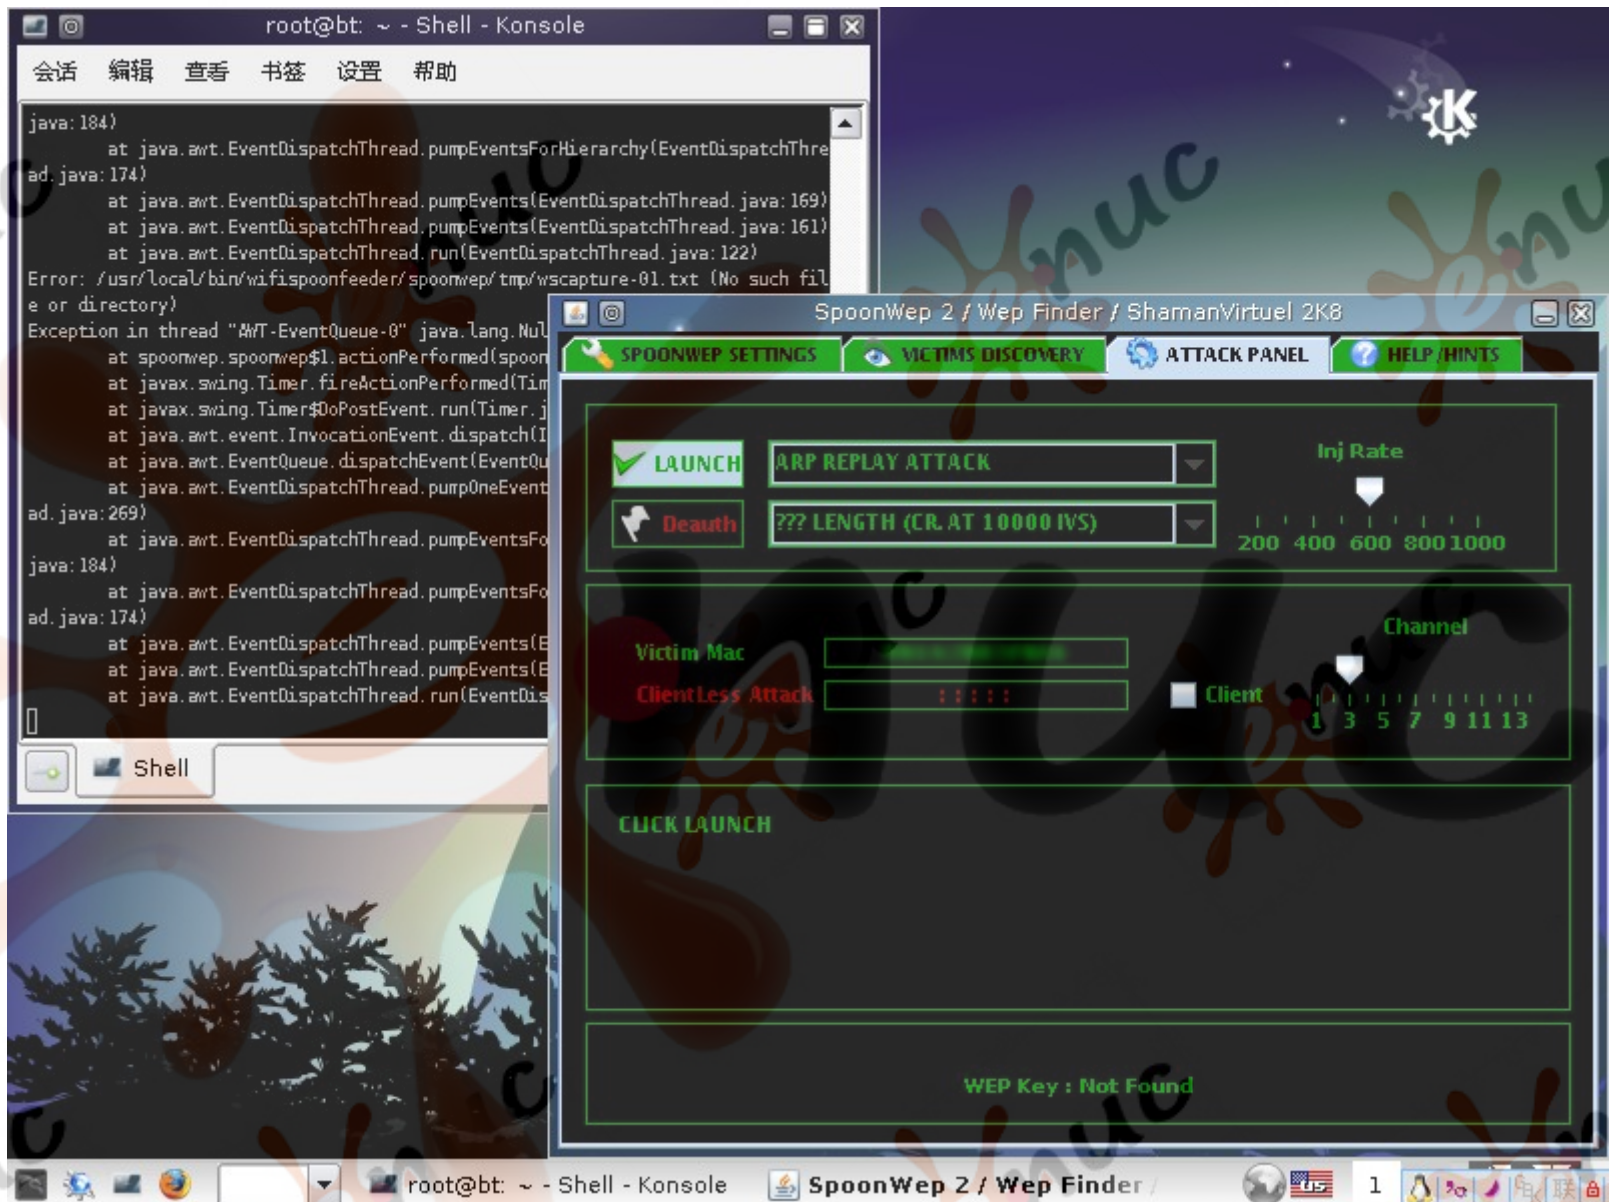 root@bt: ~ - Shell - Konsole
会话 编辑 查看 书签 设置 帮助
java:184)
at java.awt.EventDispatchThread.pumpEventsForHierarchy(EventDispatchThre
ad.java:174)
at java.awt.EventDispatchThread.pumpEvents(EventDispatchThread.java:169)
at java.awt.EventDispatchThread.pumpEvents(EventDispatchThread.java:161)
at java.awt.EventDispatchThread.run(EventDispatchThread.java:122)
Error: /usr/local/bin/wifispoonfeeder/spoonwep/tmp/wscapture-01.txt (No such fil
e or directory)
Exception in thread "AWT-EventQueue-0" java.lang.Nul
at spoonwep.spoonwep$1.actionPerformed(spoon
at javax.swing.Timer.fireActionPerformed(Tim
at javax.swing.Timer$DoPostEvent.run(Timer.j
at java.awt.event.InvocationEvent.dispatch(I
at java.awt.EventQueue.dispatchEvent(EventQu
at java.awt.EventDispatchThread.pumpOneEvent
ad.java:269)
at java.awt.EventDispatchThread.pumpEventsFo
java:184)
at java.awt.EventDispatchThread.pumpEventsFo
ad.java:174)
at java.awt.EventDispatchThread.pumpEvents(E
at java.awt.EventDispatchThread.pumpEvents(E
at java.awt.EventDispatchThread.run(EventDis
Shell
SpoonWep 2 / Wep Finder / ShamanVirtuel 2K8
SPOONWEP SETTINGS VICTIMS DISCOVERY ATTACK PANEL HELP/HINTS
LAUNCH ARP REPLAY ATTACK Inj Rate
Deauth ??? LENGTH (CR. AT 10000 IVS)
200 400 600 800 1000
Channel
Victim Mac
ClientLess Attack : : : : : Client
1 3 5 7 9 11 13
CLICK LAUNCH
WEP Key : Not Found
root@bt: ~ - Shell - Konsole SpoonWep 2 / Wep Finder / us 1